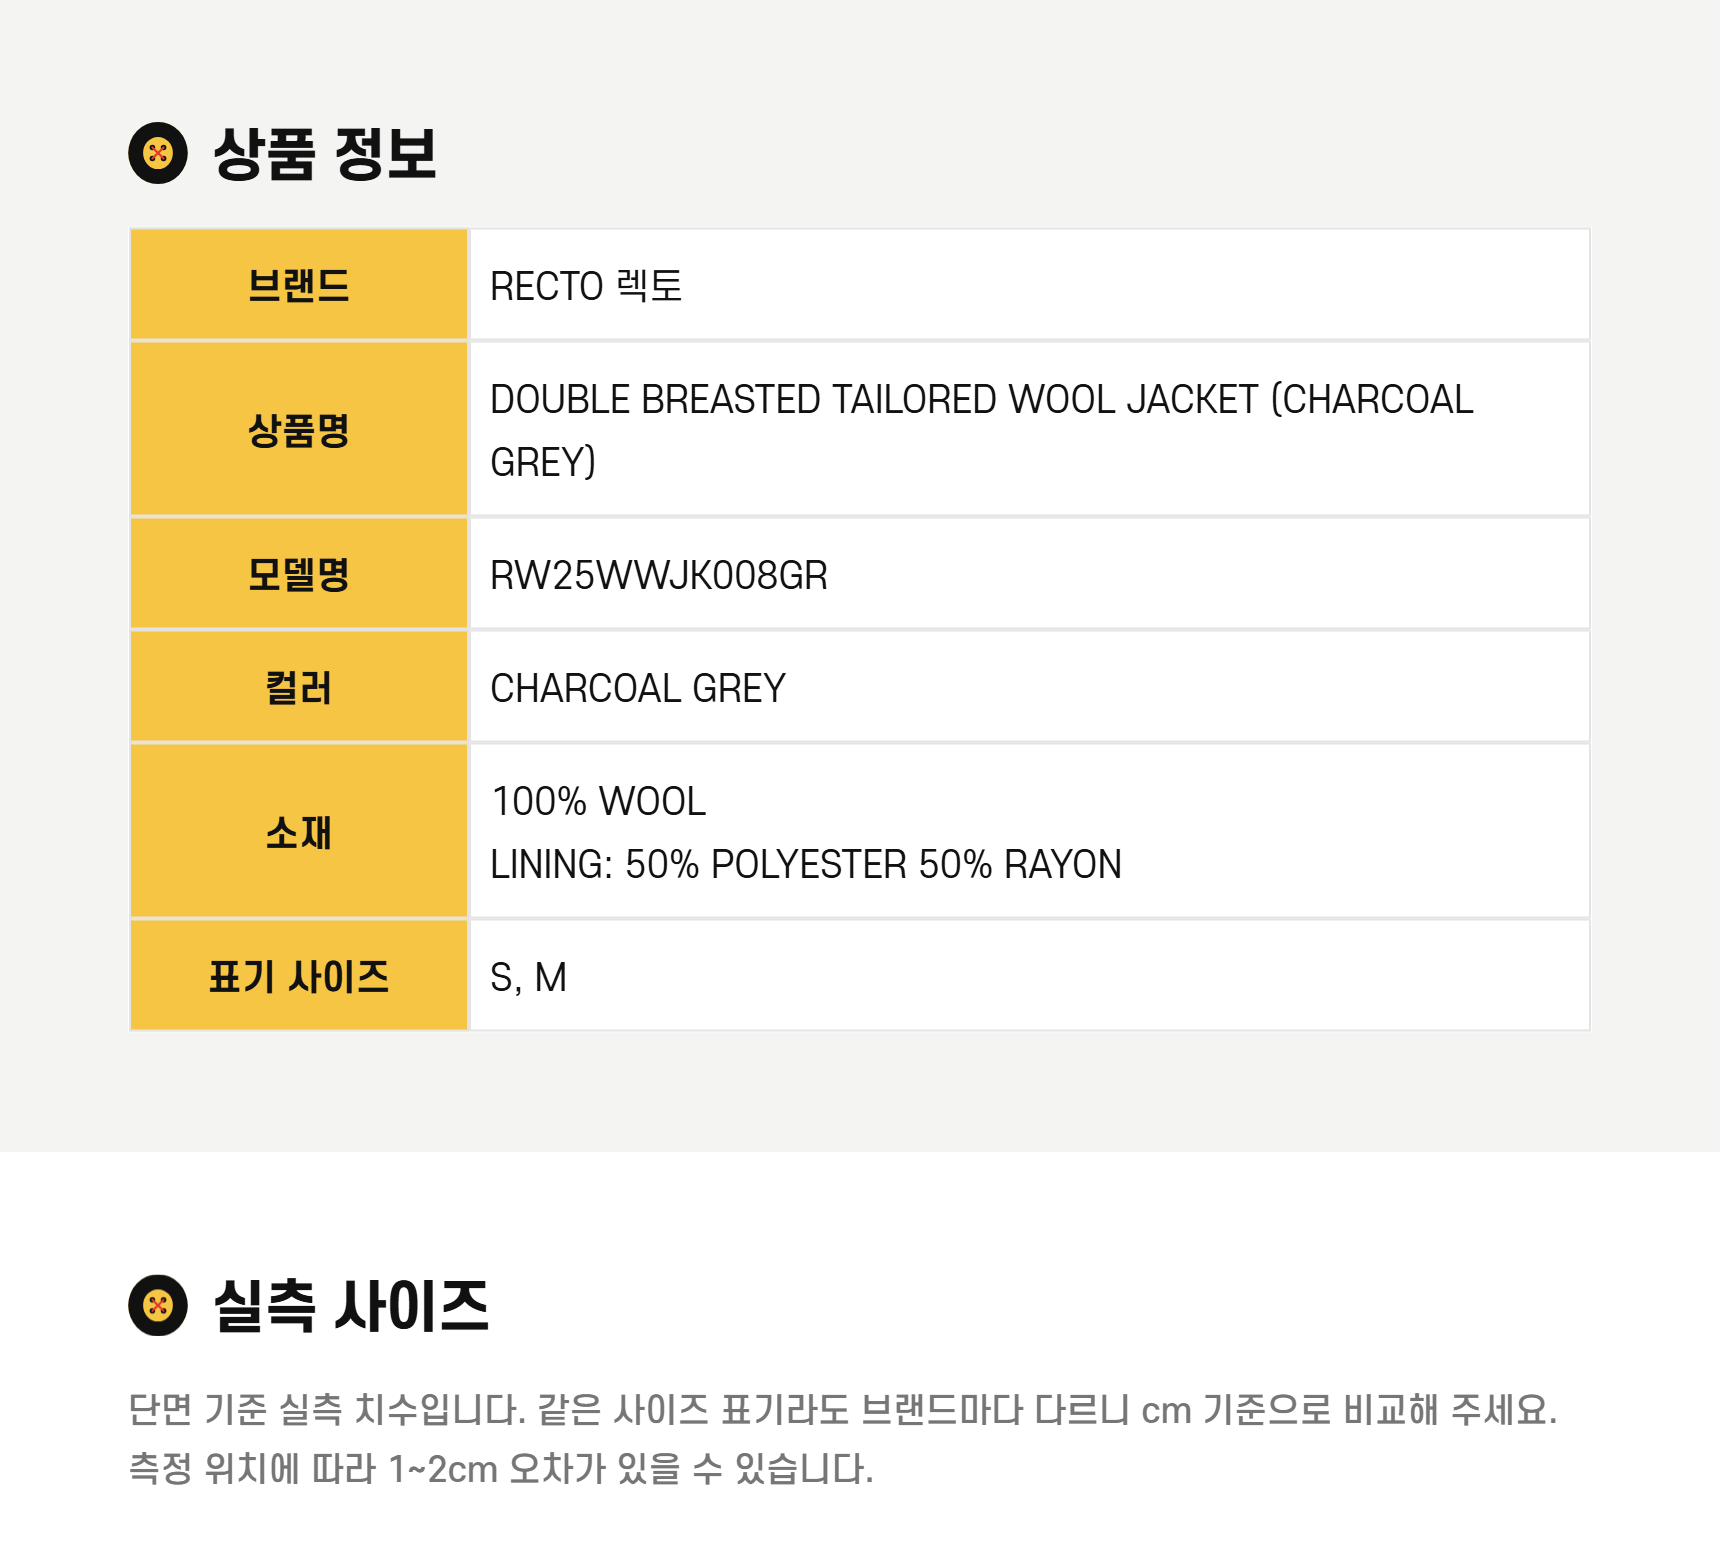 상품 정보
브랜드
RECTO 렉토
상품명
DOUBLE BREASTED TAILORED WOOL JACKET (CHARCOAL
GREY)
모델명
RW25WWJK008GR
컬러
CHARCOAL GREY
소재
100% WOOL
LINING: 50% POLYESTER 50% RAYON
표기 사이즈
S, M
실측 사이즈
단면 기준 실측 치수입니다. 같은 사이즈 표기라도 브랜드마다 다르니 cm 기준으로 비교해 주세요.
측정 위치에 따라 1~2cm 오차가 있을 수 있습니다.